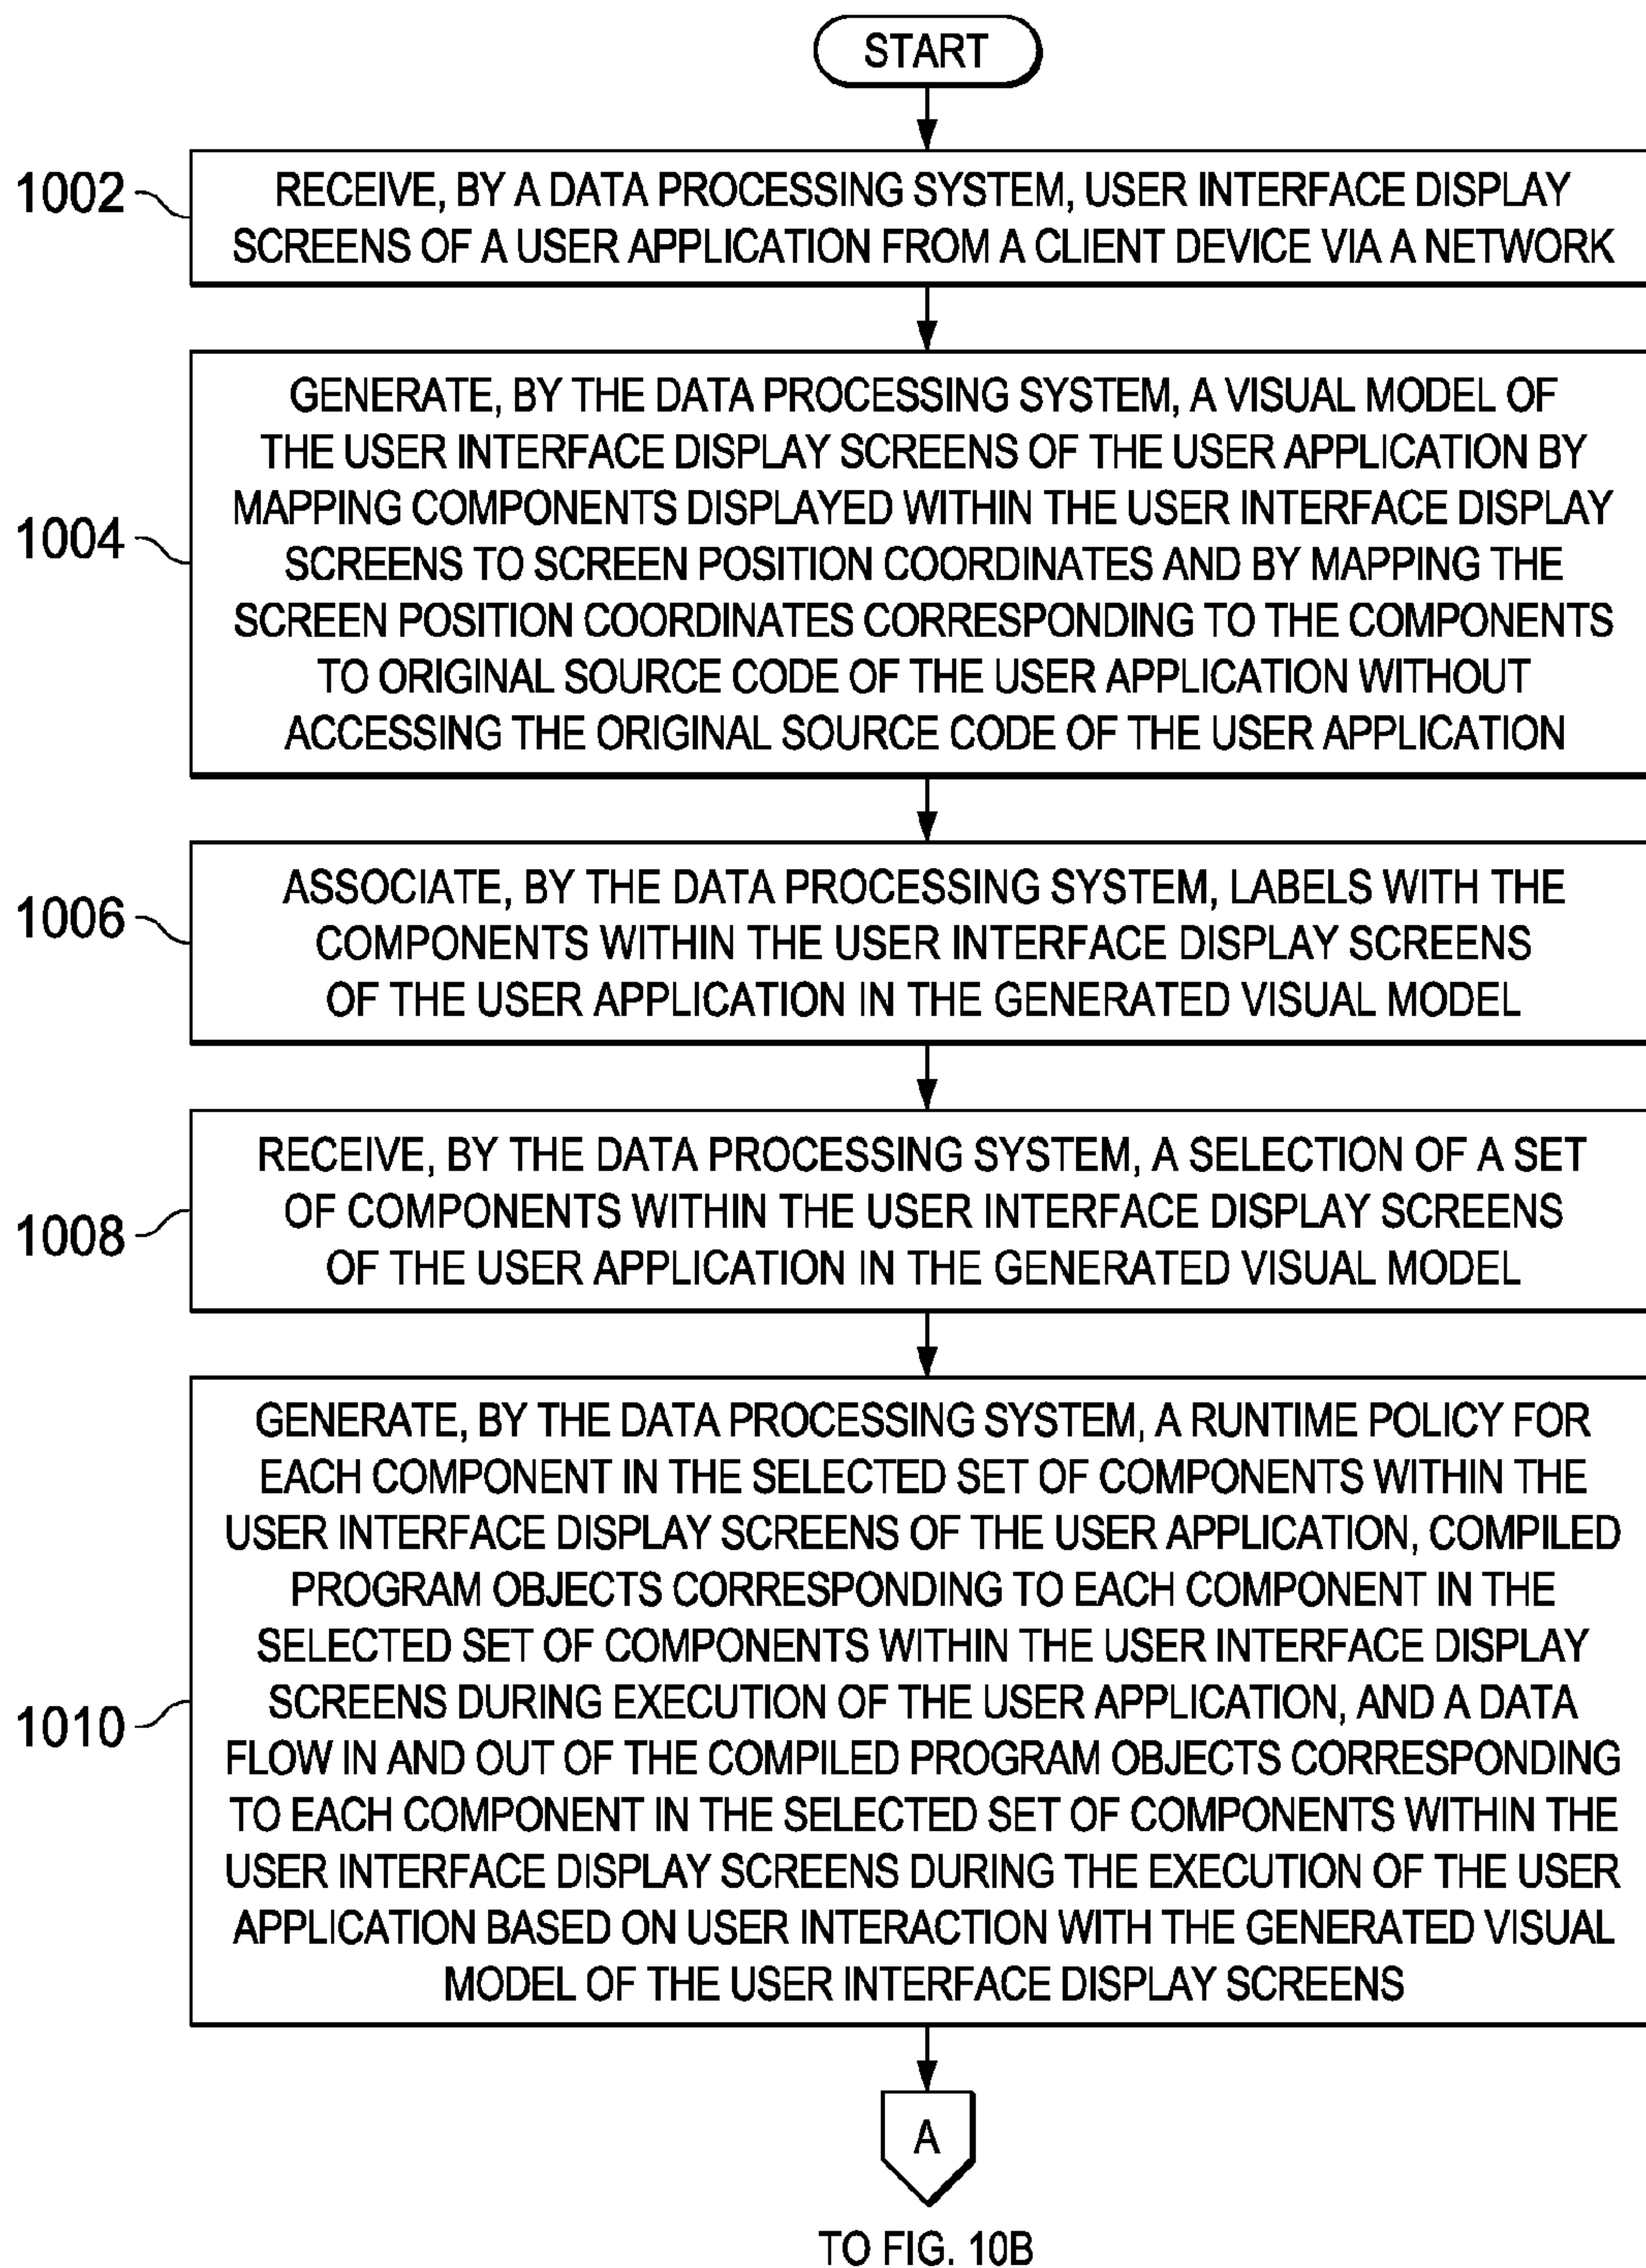 START
1002
RECEIVE, BY A DATA PROCESSING SYSTEM, USER INTERFACE DISPLAY
SCREENS OF A USER APPLICATION FROM A CLIENT DEVICE VIA A NETWORK
1004
GENERATE, BY THE DATA PROCESSING SYSTEM, A VISUAL MODEL OF
THE USER INTERFACE DISPLAY SCREENS OF THE USER APPLICATION BY
MAPPING COMPONENTS DISPLAYED WITHIN THE USER INTERFACE DISPLAY
SCREENS TO SCREEN POSITION COORDINATES AND BY MAPPING THE
SCREEN POSITION COORDINATES CORRESPONDING TO THE COMPONENTS
TO ORIGINAL SOURCE CODE OF THE USER APPLICATION WITHOUT
ACCESSING THE ORIGINAL SOURCE CODE OF THE USER APPLICATION
1006
ASSOCIATE, BY THE DATA PROCESSING SYSTEM, LABELS WITH THE
COMPONENTS WITHIN THE USER INTERFACE DISPLAY SCREENS
OF THE USER APPLICATION IN THE GENERATED VISUAL MODEL
1008
RECEIVE, BY THE DATA PROCESSING SYSTEM, A SELECTION OF A SET
OF COMPONENTS WITHIN THE USER INTERFACE DISPLAY SCREENS
OF THE USER APPLICATION IN THE GENERATED VISUAL MODEL
1010
GENERATE, BY THE DATA PROCESSING SYSTEM, A RUNTIME POLICY FOR
EACH COMPONENT IN THE SELECTED SET OF COMPONENTS WITHIN THE
USER INTERFACE DISPLAY SCREENS OF THE USER APPLICATION, COMPILED
PROGRAM OBJECTS CORRESPONDING TO EACH COMPONENT IN THE
SELECTED SET OF COMPONENTS WITHIN THE USER INTERFACE DISPLAY
SCREENS DURING EXECUTION OF THE USER APPLICATION, AND A DATA
FLOW IN AND OUT OF THE COMPILED PROGRAM OBJECTS CORRESPONDING
TO EACH COMPONENT IN THE SELECTED SET OF COMPONENTS WITHIN THE
USER INTERFACE DISPLAY SCREENS DURING THE EXECUTION OF THE USER
APPLICATION BASED ON USER INTERACTION WITH THE GENERATED VISUAL
MODEL OF THE USER INTERFACE DISPLAY SCREENS
A
TO FIG. 10B